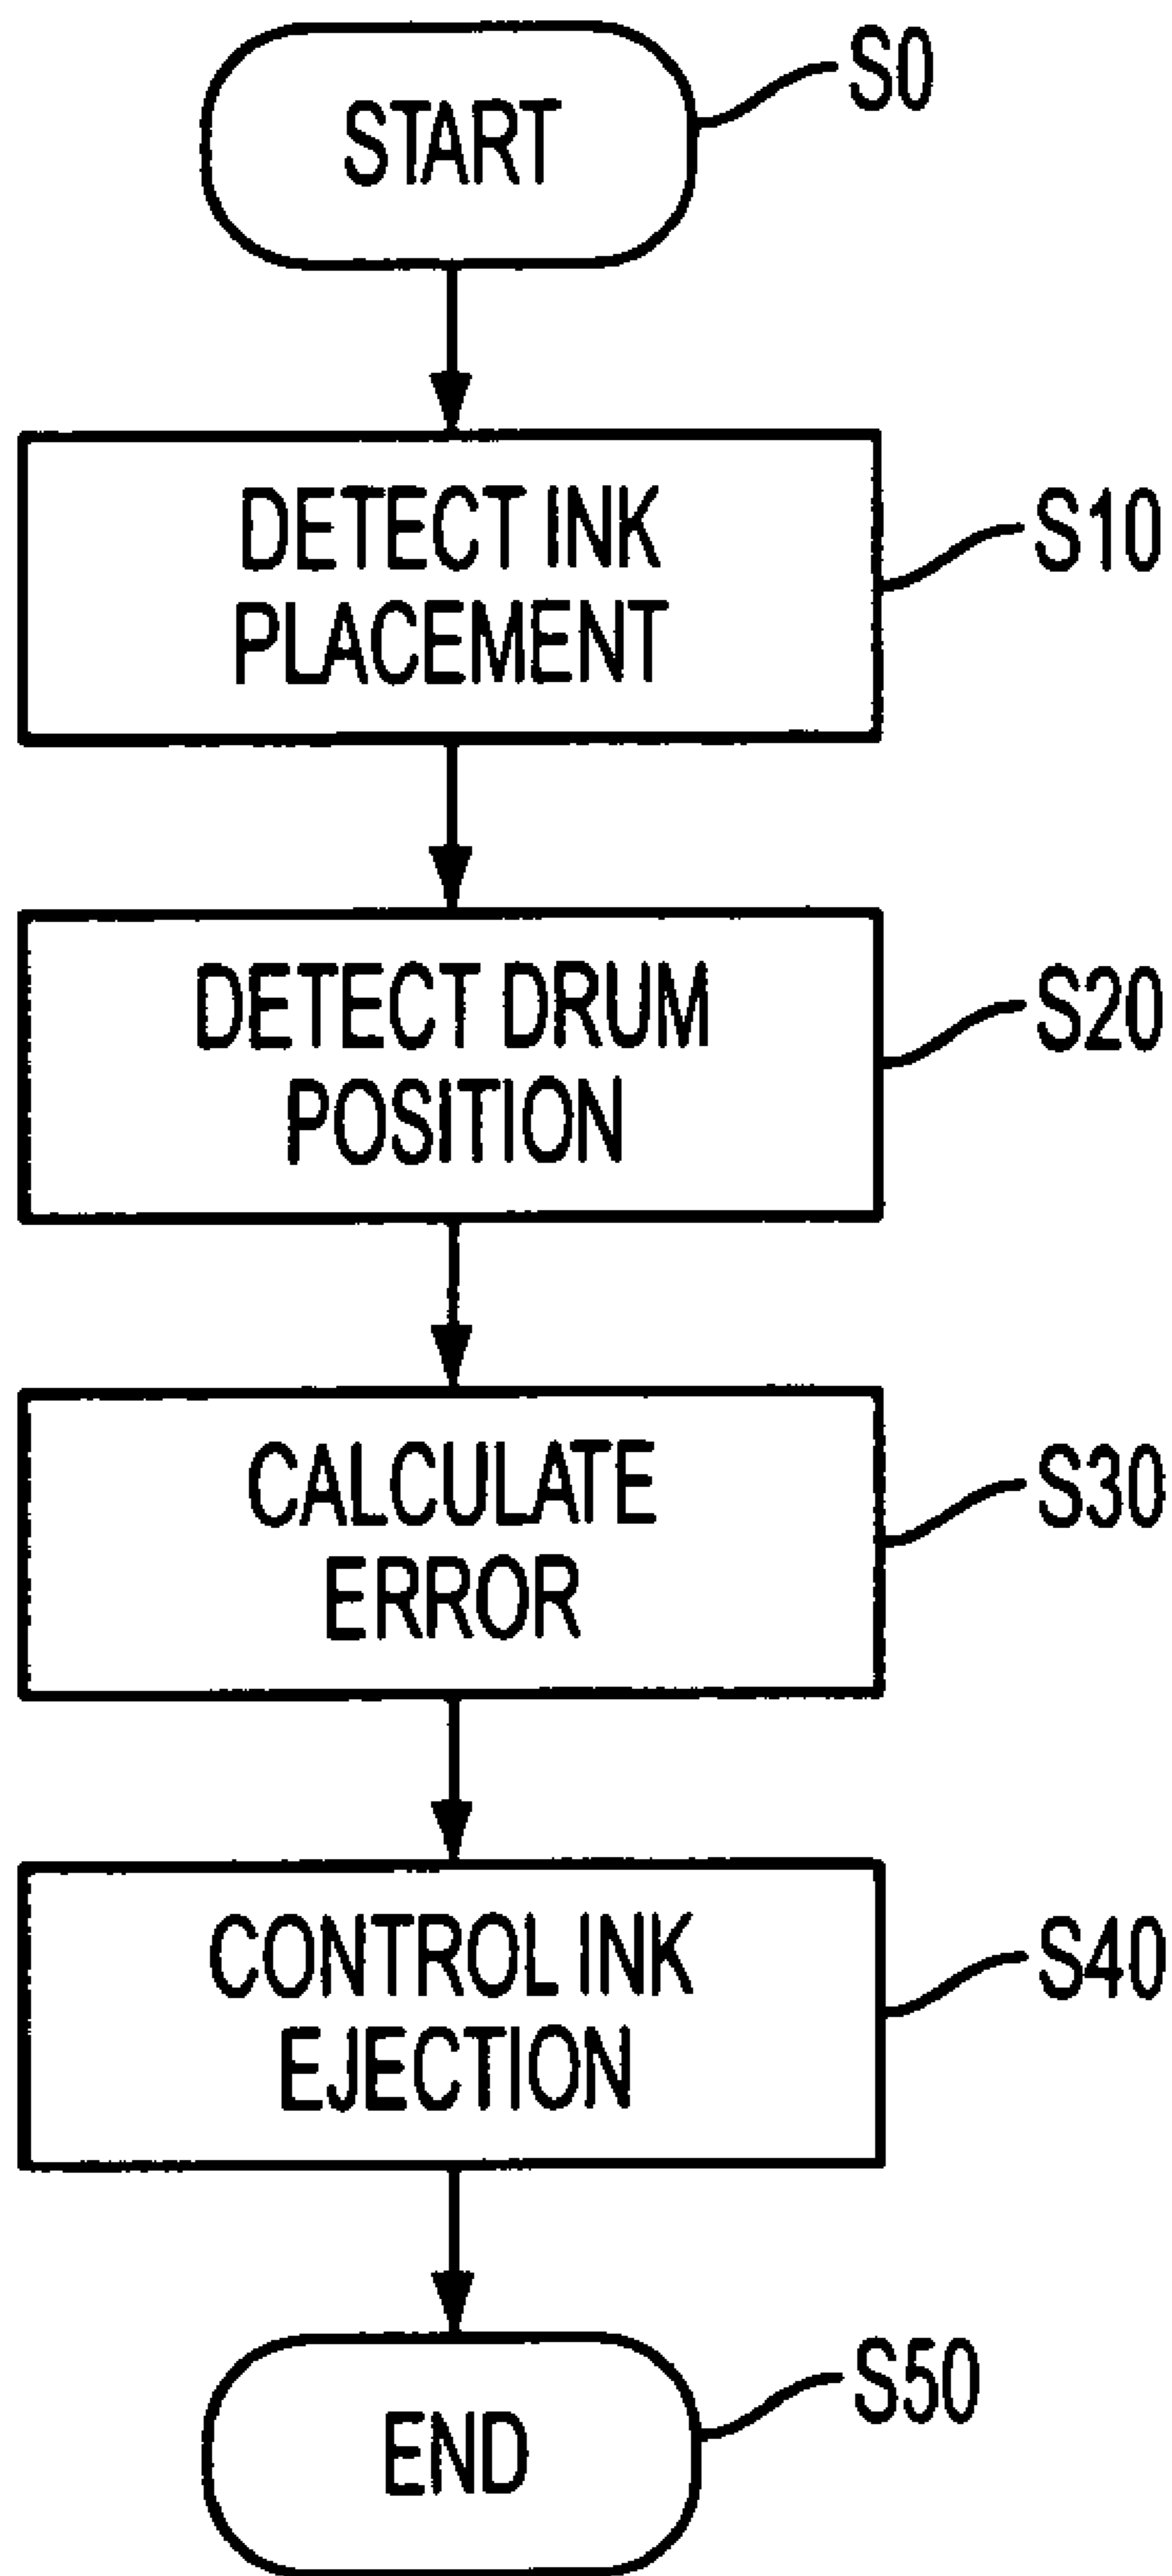 START
S0
DETECT INK
PLACEMENT
S10
DETECT DRUM
POSITION
S20
CALCULATE
ERROR
S30
CONTROL INK
EJECTION
S40
END
S50